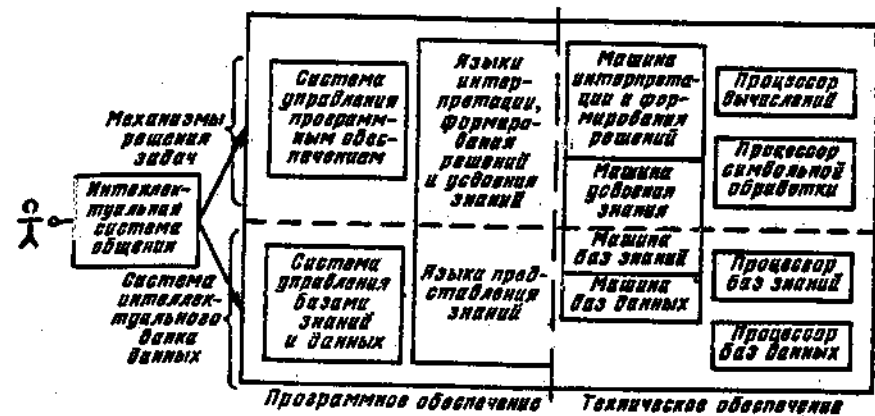 Механизмы
решения
задач
Интеллек-
туальная
система
общения
Система
интеллек-
туального
банка
данных
Система
управления
программ-
ным обес-
печением
Языки
интер-
претации,
формиро-
вания
решений
и усвоения
знаний
Машина
интерпрета-
ции и фор-
мирования
решений
Процессор
вычислений
Машина
усвоения
знания
Процессор
символьной
обработки
Система
управления
базами
знаний
и данных
Языки пред-
ставления
знаний
Машина
баз знаний
Машина
баз данных
Процессор
баз знаний
Процессор
баз данных
Программное обеспечение
Техническое обеспечение